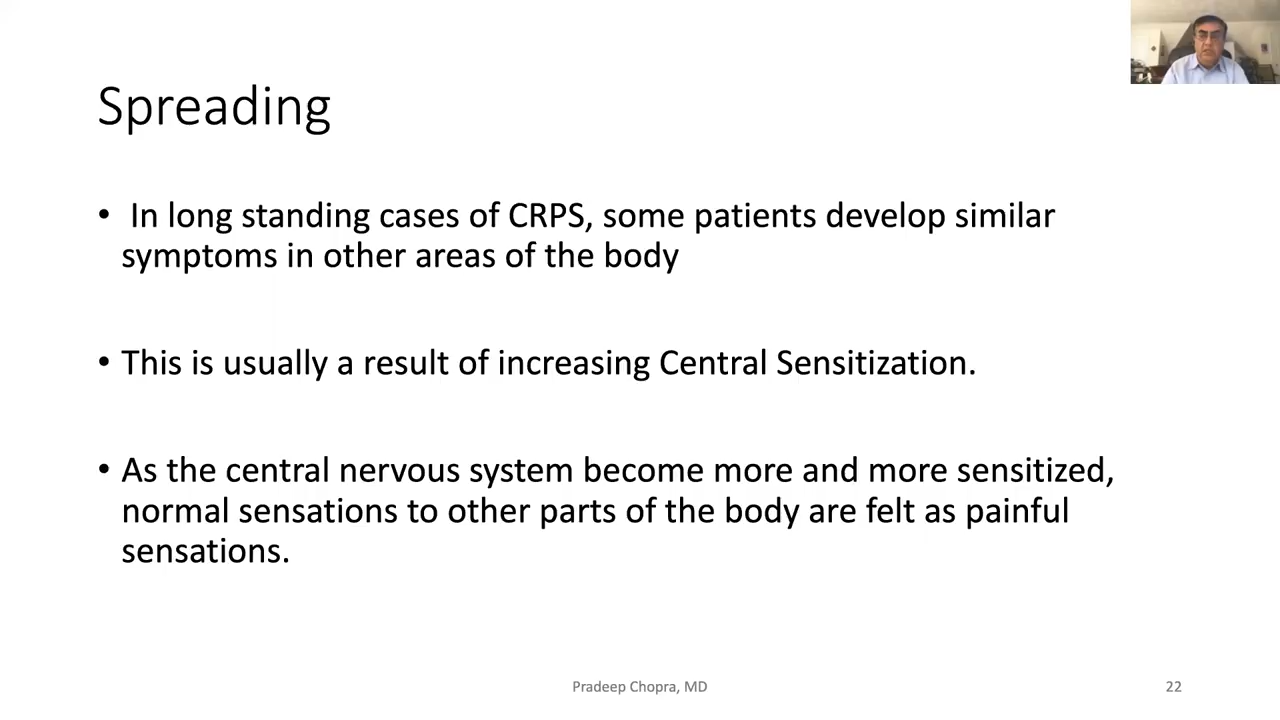 Spreading
• In long standing cases of CRPS, some patients develop similar
symptoms in other areas of the body
• This is usually a result of increasing Central Sensitization.
• As the central nervous system become more and more sensitized,
normal sensations to other parts of the body are felt as painful
sensations.
Pradeep Chopra, MD
22